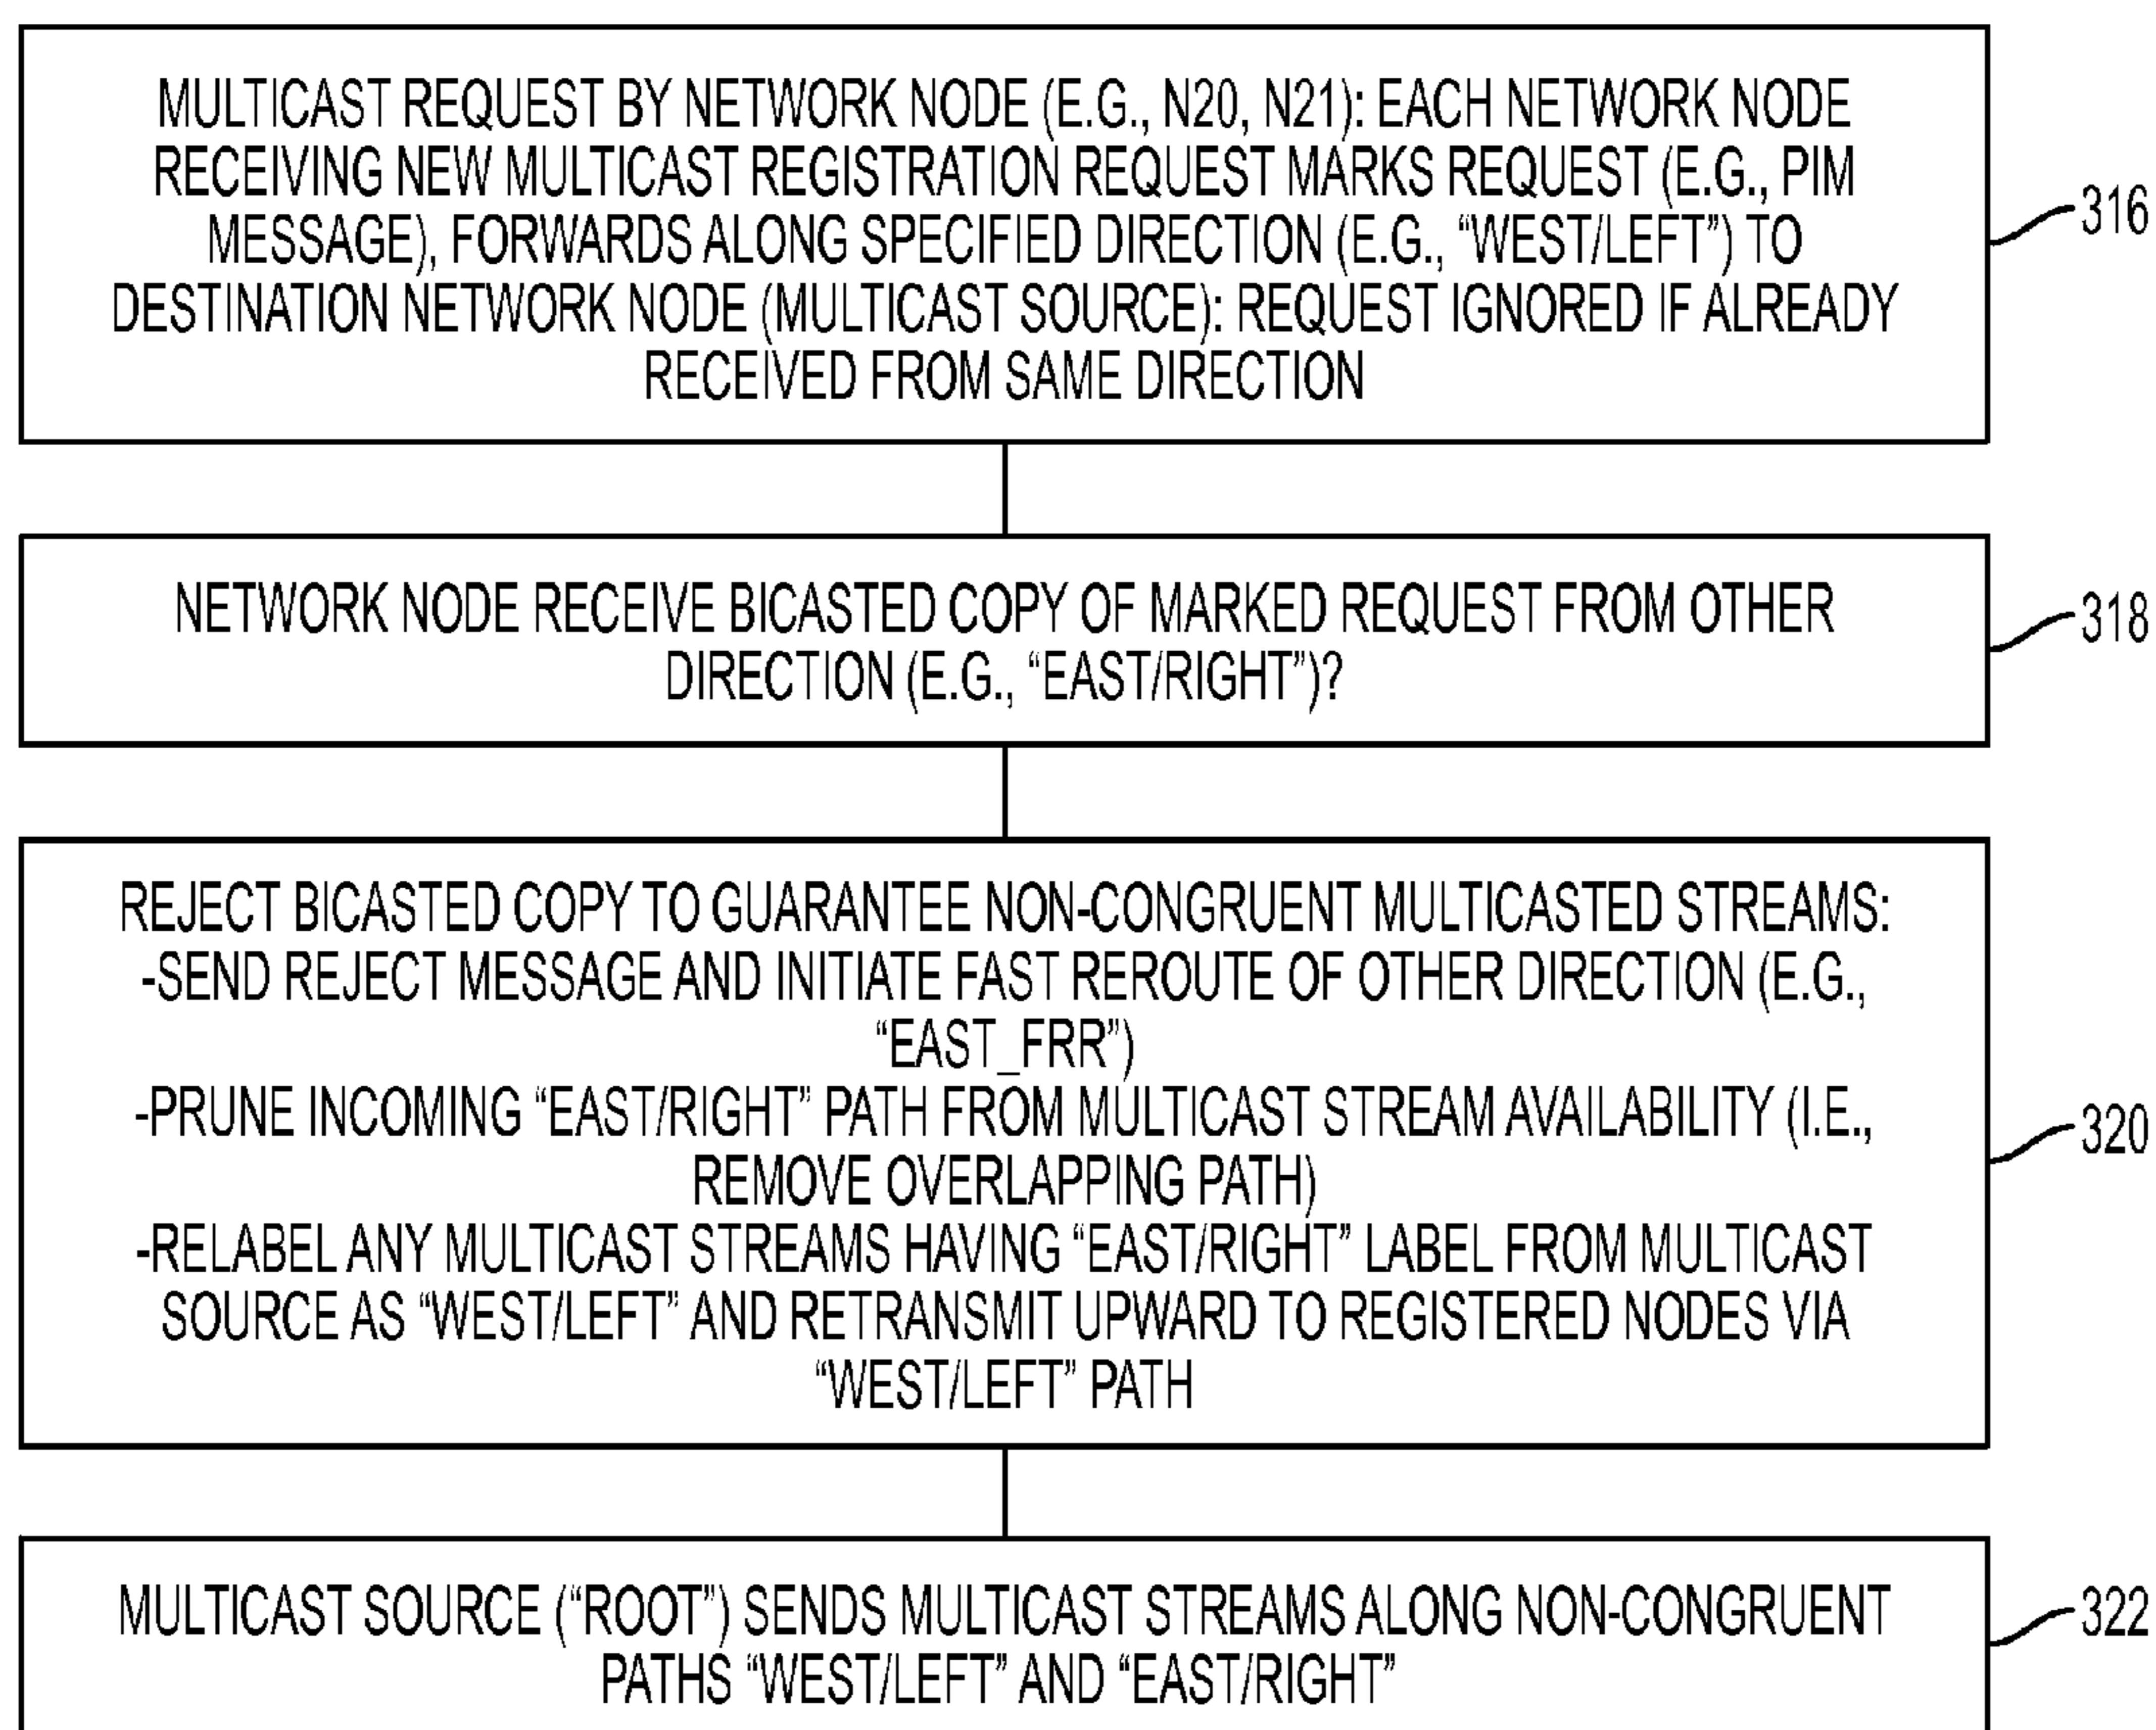 MULTICAST REQUEST BY NETWORK NODE (E.G., N20, N21): EACH NETWORK NODE
RECEIVING NEW MULTICAST REGISTRATION REQUEST MARKS REQUEST (E.G., PIM
MESSAGE), FORWARDS ALONG SPECIFIED DIRECTION (E.G., “WEST/LEFT”) TO
DESTINATION NETWORK NODE (MULTICAST SOURCE): REQUEST IGNORED IF ALREADY
RECEIVED FROM SAME DIRECTION
316
NETWORK NODE RECEIVE BICASTED COPY OF MARKED REQUEST FROM OTHER
DIRECTION (E.G., “EAST/RIGHT”)?
318
REJECT BICASTED COPY TO GUARANTEE NON-CONGRUENT MULTICASTED STREAMS:
-SEND REJECT MESSAGE AND INITIATE FAST REROUTE OF OTHER DIRECTION (E.G.,
“EAST_FRR”)
-PRUNE INCOMING “EAST/RIGHT” PATH FROM MULTICAST STREAM AVAILABILITY (I.E.,
REMOVE OVERLAPPING PATH)
-RELABEL ANY MULTICAST STREAMS HAVING “EAST/RIGHT” LABEL FROM MULTICAST
SOURCE AS “WEST/LEFT” AND RETRANSMIT UPWARD TO REGISTERED NODES VIA
“WEST/LEFT” PATH
320
MULTICAST SOURCE (“ROOT”) SENDS MULTICAST STREAMS ALONG NON-CONGRUENT
PATHS “WEST/LEFT” AND “EAST/RIGHT”
322